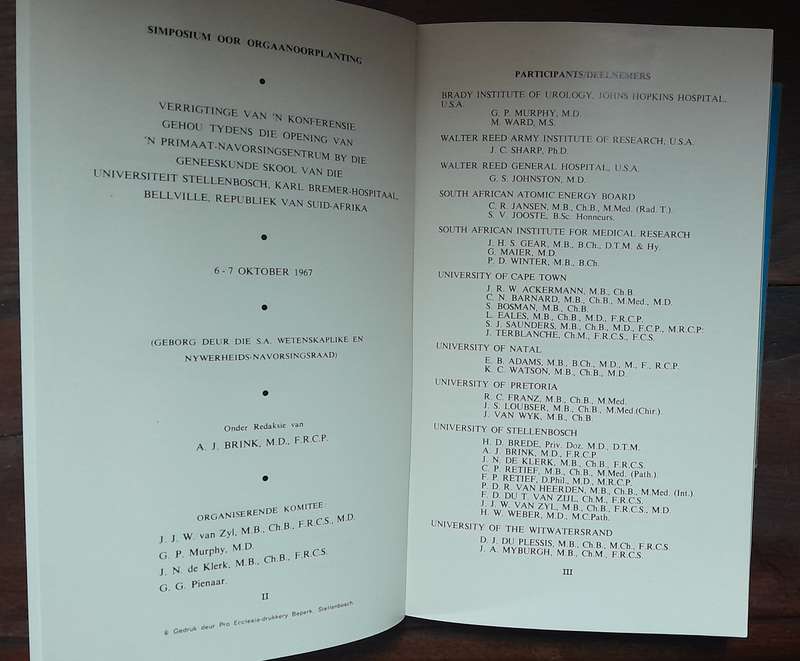 SIMPOSIUM OOR ORGAANOORPLANTING
VERRIGTINGE VAN 'N KONFERENSIE
GEHOU TYDENS DIE OPENING VAN
'N PRIMAAT-NAVORSINGSENTRUM BY DIE
GENEESKUNDE SKOOL VAN DIE
UNIVERSITEIT STELLENBOSCH, KARL BREMER-HOSPITAAL,
BELLVILLE, REPUBLIEK VAN SUID-AFRIKA
6 - 7 OKTOBER 1967
(GEBORG DEUR DIE S.A. WETENSKAPLIKE EN
NYWERHEIDS-NAVORSINGSRAAD)
Onder Redaksie van
A. J. BRINK, M.D., F.R.C.P.
ORGANISERENDE KOMITEE:
J. J. W. van Zyl, M.B., Ch.B., F.R.C.S., M.D.
G. P. Murphy, M.D.
J. N. de Klerk, M.B., Ch.B., F.R.C.S.
G. G. Pienaar.
II
® Gedruk deur Pro Ecclesia-drukkery Beperk, Stellenbosch.
PARTICIPANTS/DEELNEMERS
BRADY INSTITUTE OF UROLOGY, JOHNS HOPKINS HOSPITAL,
U.S.A.
G. P. MURPHY, M.D.
M. WARD, M.S.
WALTER REED ARMY INSTITUTE OF RESEARCH, U.S.A.
J. C. SHARP, Ph.D.
WALTER REED GENERAL HOSPITAL, U.S.A.
G. S. JOHNSTON, M.D.
SOUTH AFRICAN ATOMIC ENERGY BOARD
C. R. JANSEN, M.B., Ch.B., M.Med. (Rad. T.).
S. V. JOOSTE, B.Sc. Honneurs.
SOUTH AFRICAN INSTITUTE FOR MEDICAL RESEARCH
J. H. S. GEAR, M.B., B.Ch., D.T.M. & Hy.
G. MAIER, M.D.
P. D. WINTER, M.B., B.Ch.
UNIVERSITY OF CAPE TOWN
J. R. W. ACKERMANN, M.B., Ch.B.
C. N. BARNARD, M.B., Ch.B., M.Med., M.D.
S. BOSMAN, M.B., Ch.B.
L. EALES, M.B., Ch.B., M.D., F.R.C.P.
S. J. SAUNDERS, M.B., Ch.B., M.D., F.C.P., M.R.C.P:
J. TERBLANCHE, Ch.M., F.R.C.S., F.C.S.
UNIVERSITY OF NATAL
E. B. ADAMS, M.B., B.Ch., M.D., M., F., R.C.P.
K. C. WATSON, M.B., Ch.B., M.D.
UNIVERSITY OF PRETORIA
R. C. FRANZ, M.B., Ch.B., M.Med.
J. S. LOUBSER, M.B., Ch.B., M.Med.(Chir.).
J. VAN WYK, M.B., Ch.B.
UNIVERSITY OF STELLENBOSCH
H. D. BREDE, Priv. Doz. M.D., D.T.M.
A. J. BRINK, M.D., F.R.C.P
J. N. DE KLERK, M.B., Ch.B., F.R.C.S.
C. P. RETIEF, M.B., Ch.B., M.Med. (Path.).
F. P. RETIEF, D.Phil., M.D., M.R.C.P.
P. D. R. VAN HEERDEN, M.B., Ch.B., M.Med. (Int.).
F. D. DU T. VAN ZIJL, Ch.M., F.R.C.S.
J. J. W. VAN ZYL, M.B., Ch.B., F.R.C.S., M.D.
H. W. WEBER, M.D., M.C.Path.
UNIVERSITY OF THE WITWATERSRAND
D. J. DU PLESSIS, M.B., Ch.B., M.Ch., F.R.C.S
J. A. MYBURGH, M.B., Ch.M., F.R.C.S.
III